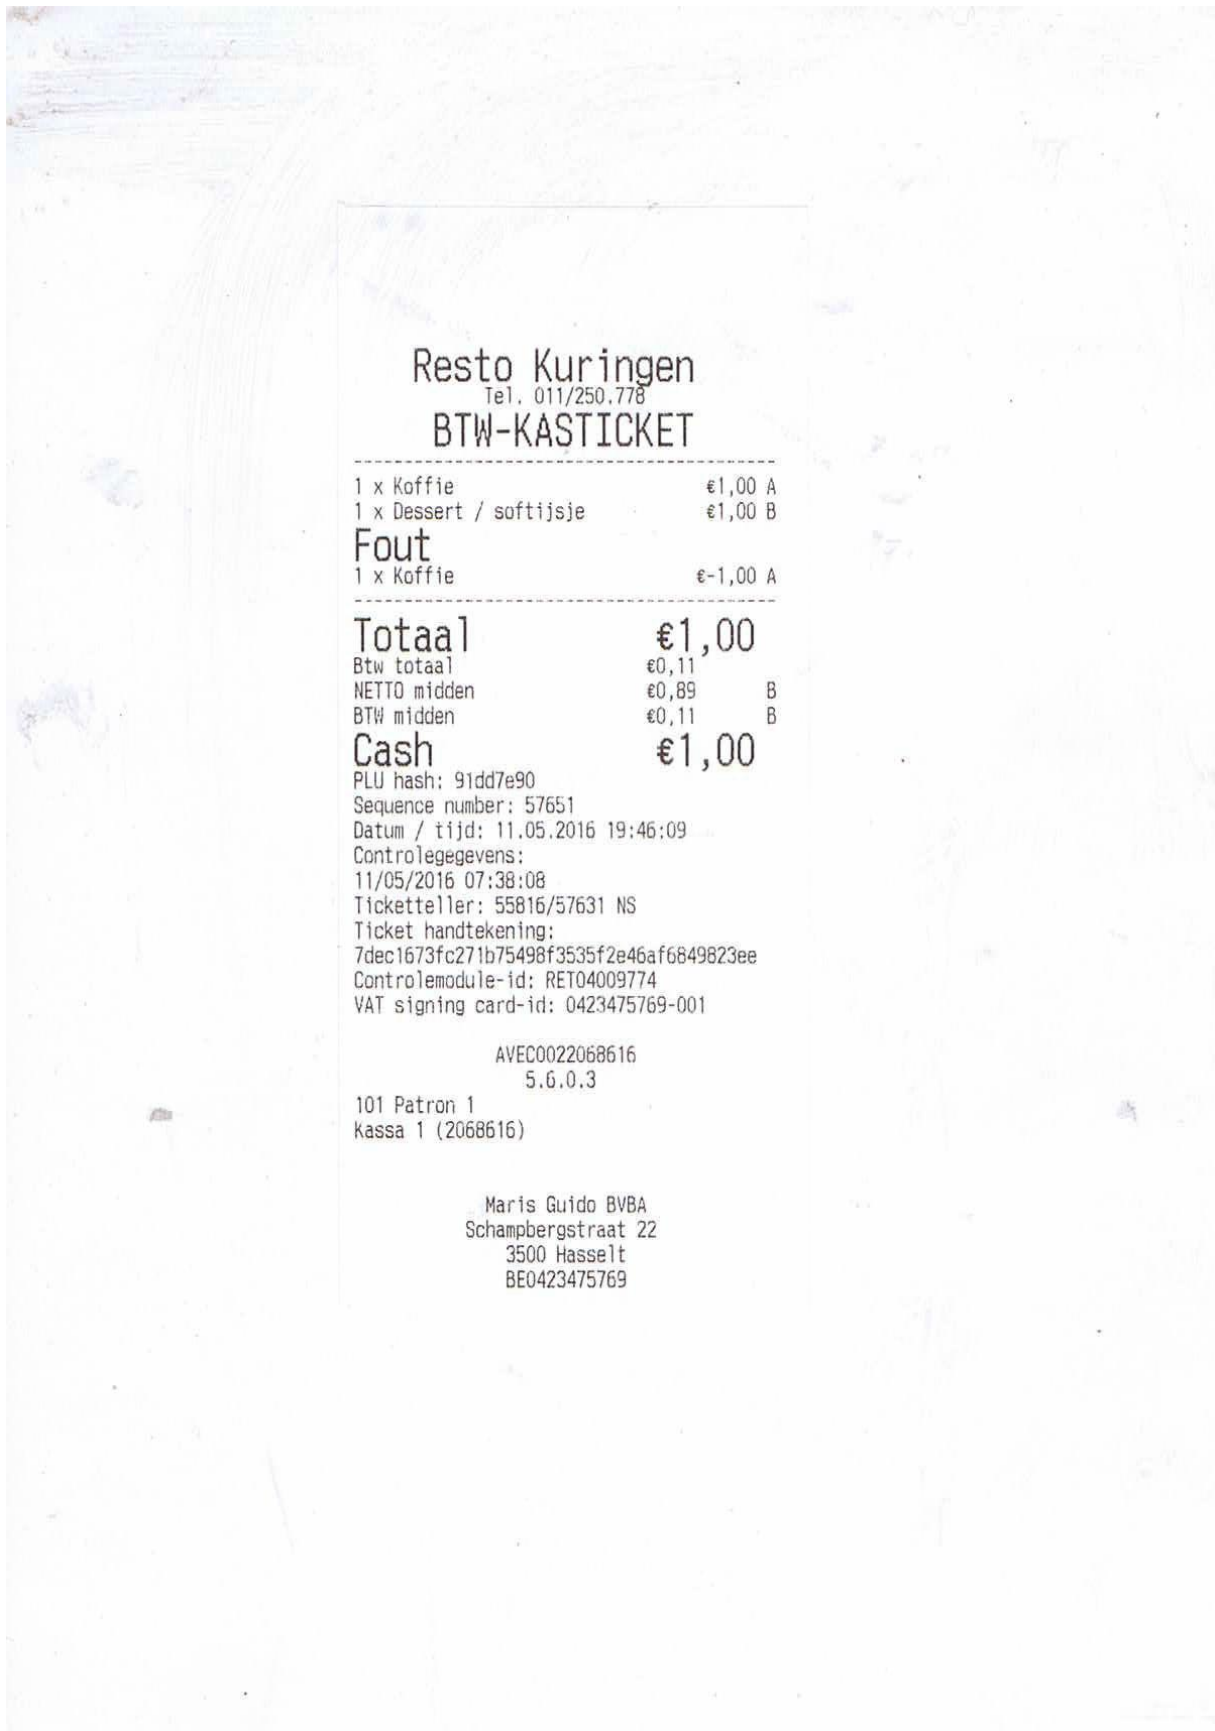 Resto Kuringen
Tel. 011/250.778
BTW-KASTICKET
1 x Koffie €1,00 A
1 x Dessert / softijsje €1,00 B
Fout
1 x Koffie €-1,00 A
Totaal €1,00
Btw totaal €0,11
NETTO midden €0,89 B
BTW midden €0,11 B
Cash €1,00
PLU hash: 91dd7e90
Sequence number: 57651
Datum / tijd: 11.05.2016 19:46:09
Controlegegevens:
11/05/2016 07:38:08
Ticketteller: 55816/57631 NS
Ticket handtekening:
7dec1673fc271b75498f3535f2e46af6849823ee
Controlemodule-id: RET04009774
VAT signing card-id: 0423475769-001
AVEC0022068616
5.6.0.3
101 Patron 1
Kassa 1 (2068616)
Maris Guido BVBA
Schampbergstraat 22
3500 Hasselt
BE0423475769